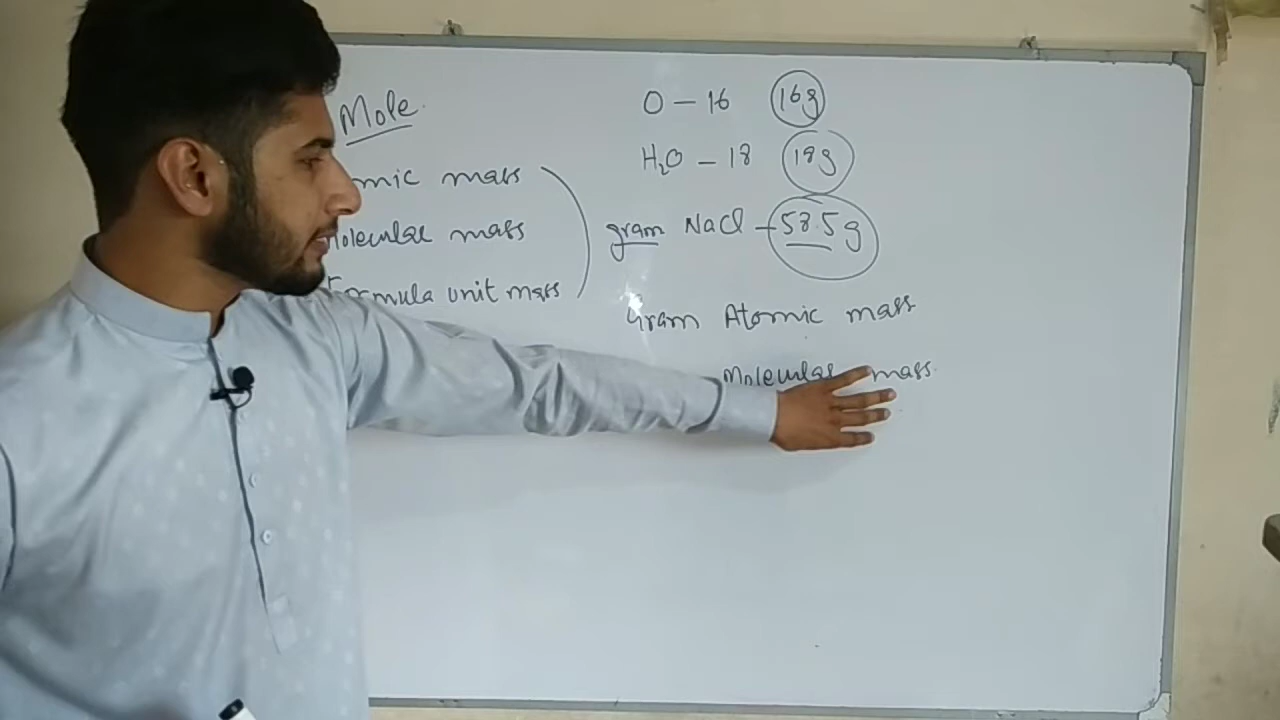 Mole.
omic mass
Molecular mass
Formula unit mass
O - 16 16g
H₂O - 18 18g
gram NaCl - 58.5g
Gram Atomic mass
Molecular mass.